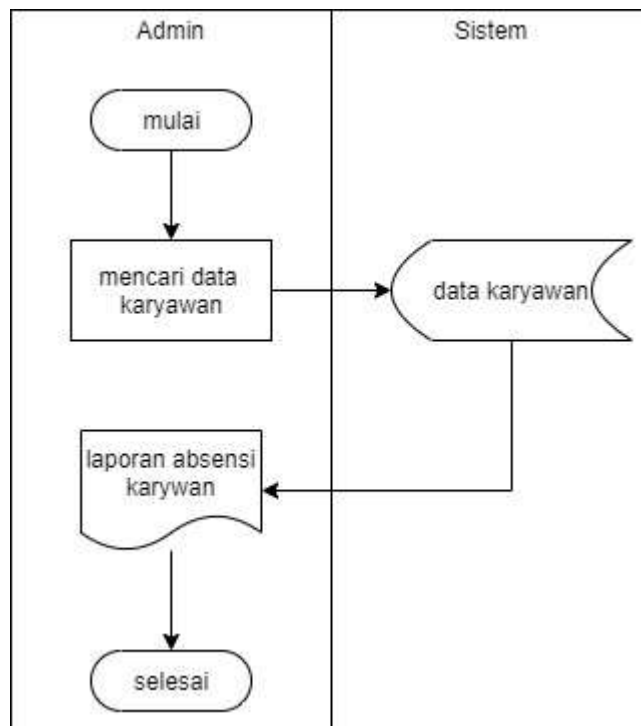 Admin
Sistem
mulai
mencari data
karyawan
data karyawan
laporan absensi
karywan
selesai